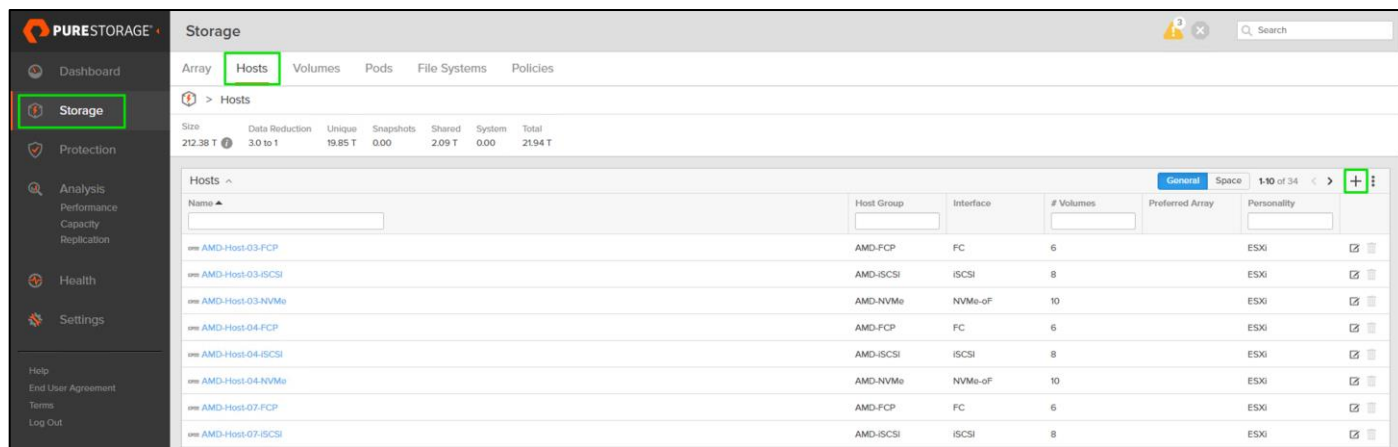 PURESTORAGE®
Storage
3
Search
Dashboard
Storage
Protection
Analysis
Performance
Capacity
Replication
Health
Settings
Help
End User Agreement
Terms
Log Out
Array Hosts Volumes Pods File Systems Policies
> Hosts
Size Data Reduction Unique Snapshots Shared System Total
212.38 T 3.0 to 1 19.85 T 0.00 2.09 T 0.00 21.94 T
Hosts General Space 1-10 of 34
Name Host Group Interface # Volumes Preferred Array Personality
AMD-Host-03-FCP AMD-FCP FC 6 ESXi
AMD-Host-03-iSCSI AMD-iSCSI iSCSI 8 ESXi
AMD-Host-03-NVMe AMD-NVMe NVMe-oF 10 ESXi
AMD-Host-04-FCP AMD-FCP FC 6 ESXi
AMD-Host-04-iSCSI AMD-iSCSI iSCSI 8 ESXi
AMD-Host-04-NVMe AMD-NVMe NVMe-oF 10 ESXi
AMD-Host-07-FCP AMD-FCP FC 6 ESXi
AMD-Host-07-iSCSI AMD-iSCSI iSCSI 8 ESXi